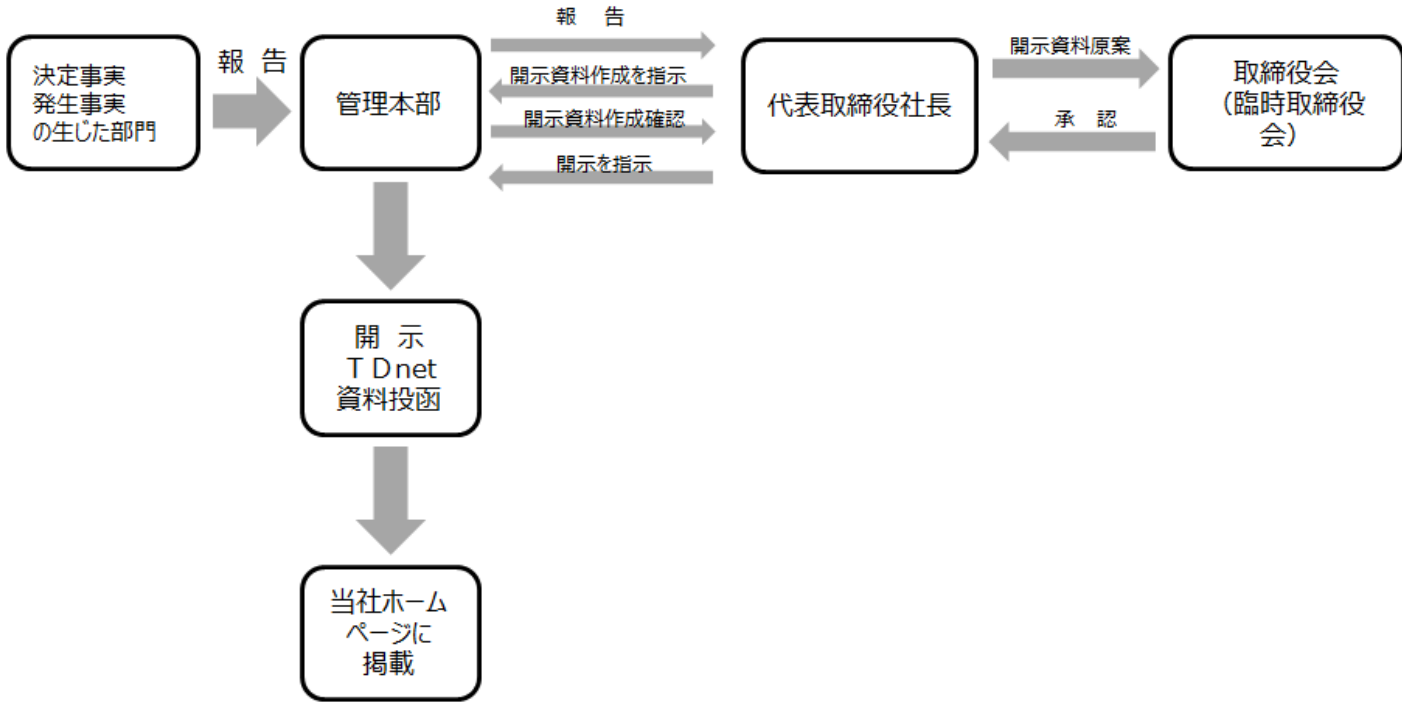 決定事実
発生事実
の生じた部門
報 告
管理本部
報 告
開示資料作成を指示
開示資料作成確認
開示を指示
代表取締役社長
開示資料原案
承 認
取締役会
（臨時取締役
会）
開 示
ＴＤnet
資料投函
当社ホーム
ページに
掲載